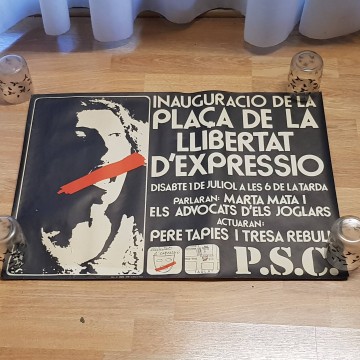 INAUGURACIO DE LA
PLAÇA DE LA
LLIBERTAT
D'EXPRESSIO
DISABTE 1 DE JULIOL A LES 6 DE LA TARDA
PARLARAN: MARTA MATA I
ELS ADVOCATS D'ELS JOGLARS
ACTUARAN:
PERE TAPIES I TRESA REBULL
P.S.C.